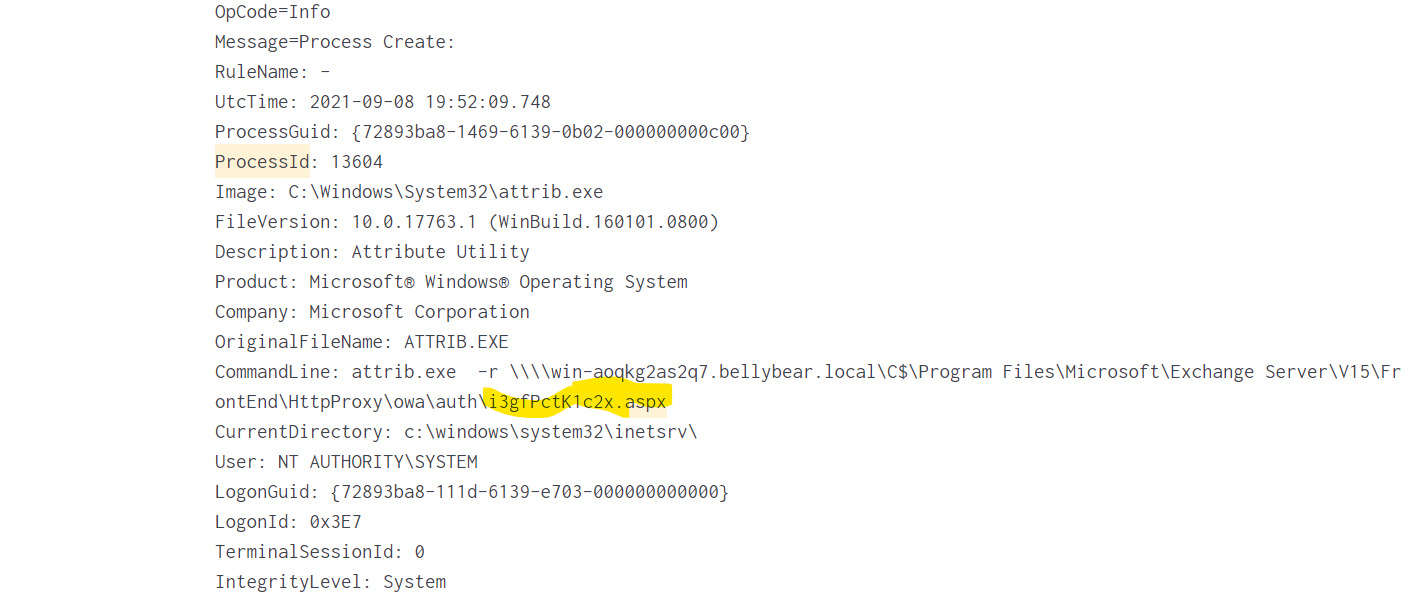 OpCode=Info
Message=Process Create:
RuleName: -
UtcTime: 2021-09-08 19:52:09.748
ProcessGuid: {72893ba8-1469-6139-0b02-000000000c00}
ProcessId: 13604
Image: C:\Windows\System32\attrib.exe
FileVersion: 10.0.17763.1 (WinBuild.160101.0800)
Description: Attribute Utility
Product: Microsoft® Windows® Operating System
Company: Microsoft Corporation
OriginalFileName: ATTRIB.EXE
CommandLine: attrib.exe  -r \\\\win-aoqkg2as2q7.bellybear.local\C$\Program Files\Microsoft\Exchange Server\V15\Fr
ontEnd\HttpProxy\owa\auth\i3gfPctK1c2x.aspx
CurrentDirectory: c:\windows\system32\inetsrv\
User: NT AUTHORITY\SYSTEM
LogonGuid: {72893ba8-111d-6139-e703-000000000000}
LogonId: 0x3E7
TerminalSessionId: 0
IntegrityLevel: System